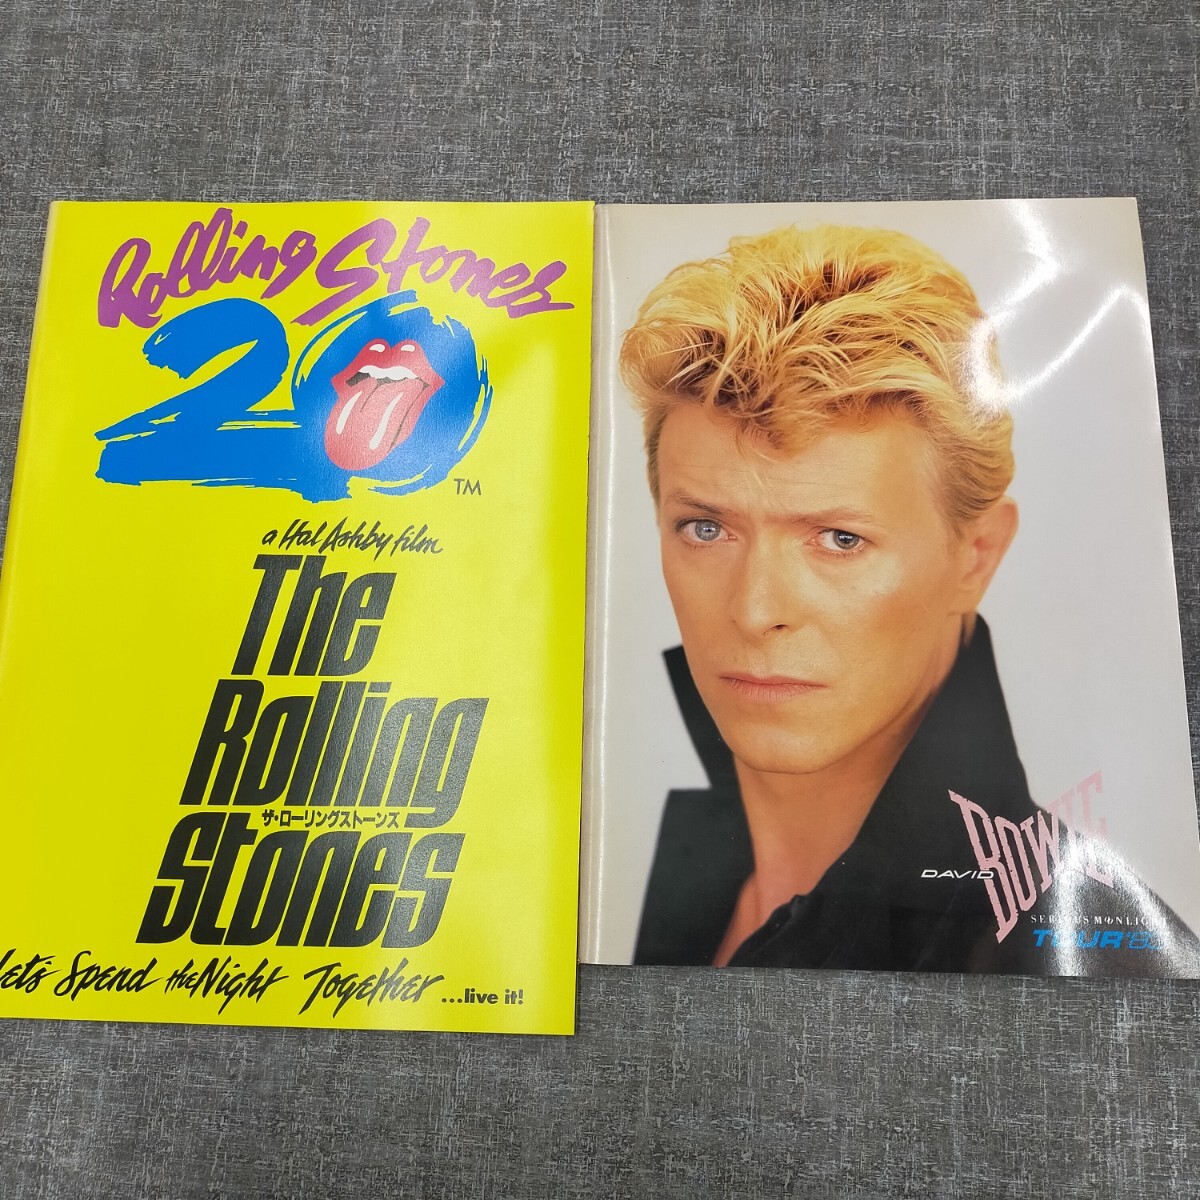 Rolling Stones
20
TM
a Hal Ashby film
The
Rolling
ザ・ローリングストーンズ
Stones
Let's Spend the Night Together ...live it!
DAVID BOWIE
SERIOUS MOONLIGHT
TOUR '83